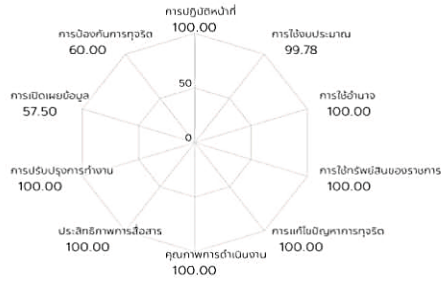 การปฏิบัติหน้าที่
100.00
การป้องกันการทุจริต
60.00
การใช้งบประมาณ
99.78
การเปิดเผยข้อมูล
57.50
50
การใช้อำนาจ
100.00
0
การปรับปรุงการทำงาน
100.00
การใช้ทรัพย์สินของราชการ
100.00
ประสิทธิภาพการสื่อสาร
100.00
การแก้ไขปัญหาการทุจริต
100.00
คุณภาพการดำเนินงาน
100.00